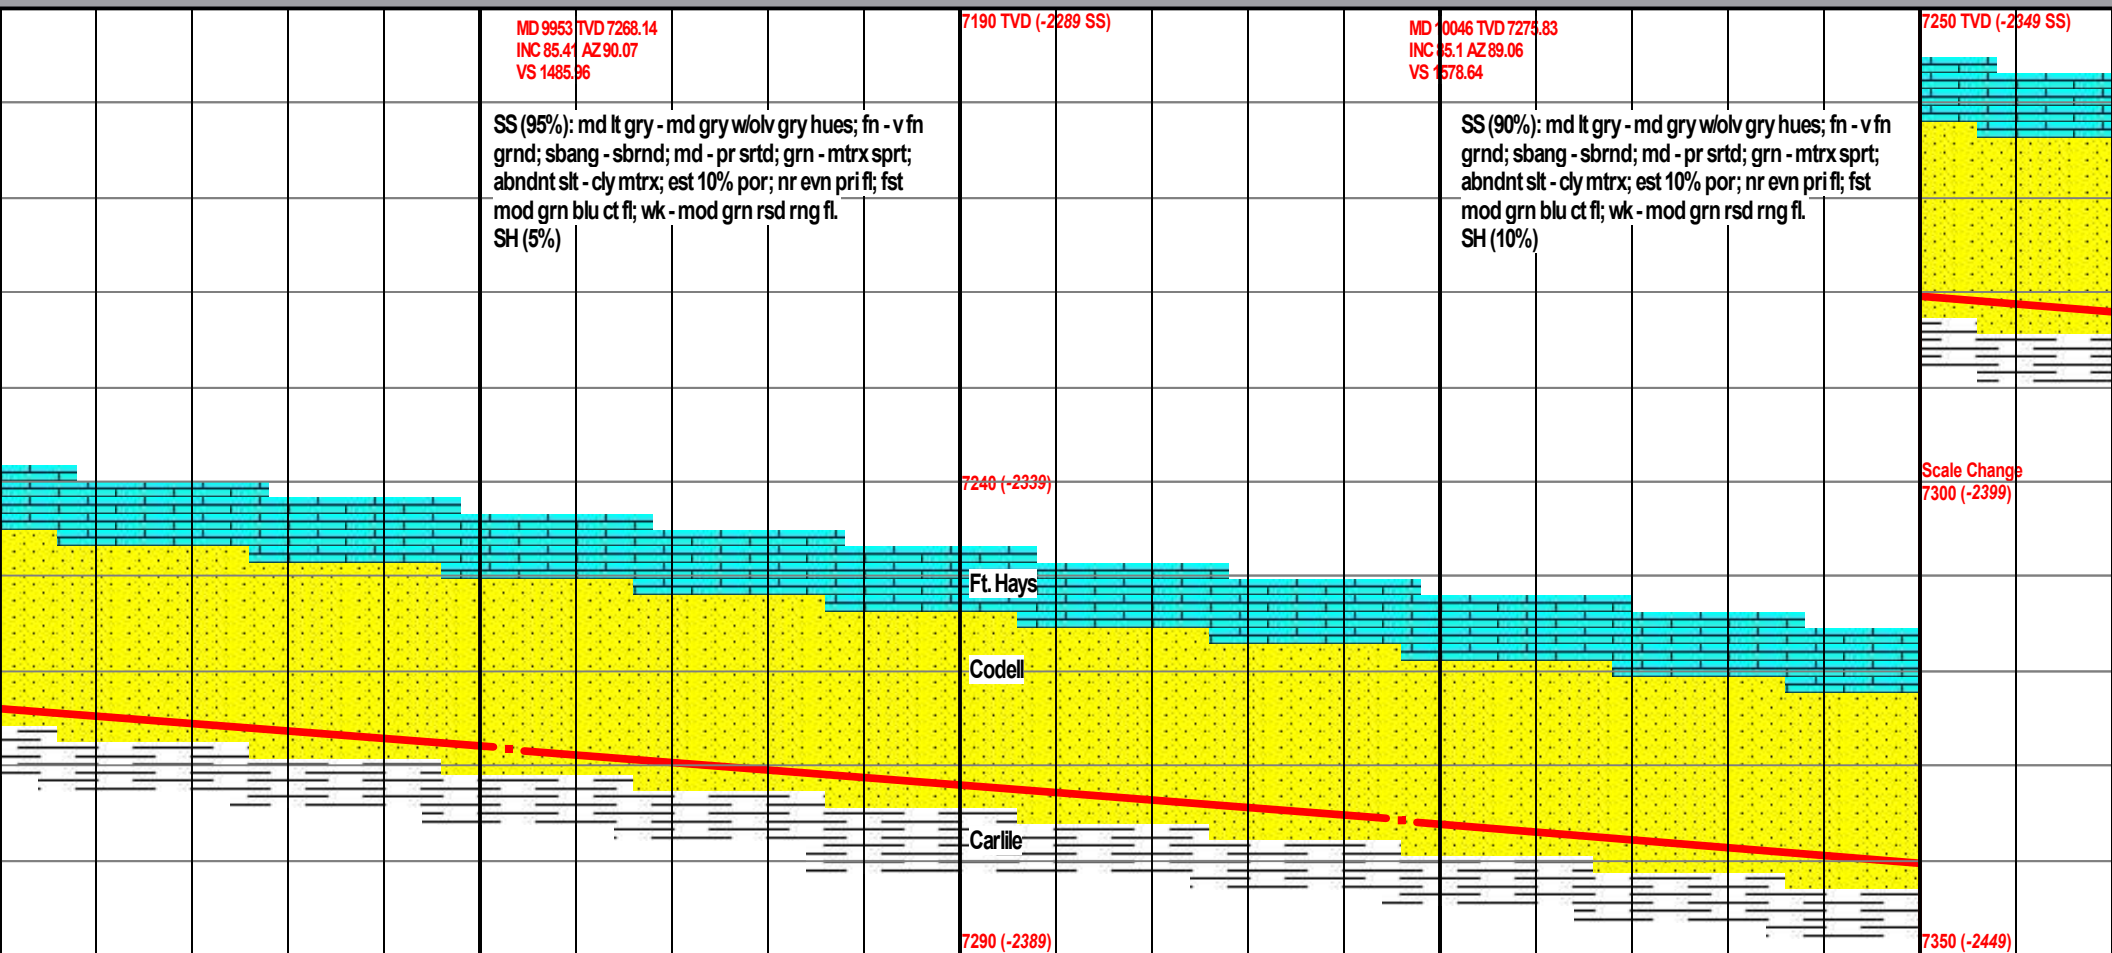 MD 9953 TVD 7268.14
INC 85.41 AZ 90.07
VS 1485.96
7190 TVD (-2289 SS)
MD 10046 TVD 7275.83
INC 85.1 AZ 89.06
VS 1578.64
7250 TVD (-2349 SS)
SS (95%): md lt gry - md gry w/olv gry hues; fn - v fn
grnd; sbang - sbrnd; md - pr srtd; grn - mtrx sprt;
abndnt slt - cly mtrx; est 10% por; nr evn pri fl; fst
mod grn blu ct fl; wk - mod grn rsd rng fl.
SH (5%)
SS (90%): md lt gry - md gry w/olv gry hues; fn - v fn
grnd; sbang - sbrnd; md - pr srtd; grn - mtrx sprt;
abndnt slt - cly mtrx; est 10% por; nr evn pri fl; fst
mod grn blu ct fl; wk - mod grn rsd rng fl.
SH (10%)
7240 (-2339)
Scale Change
7300 (-2399)
Ft. Hays
Codell
Carlile
7290 (-2389)
7350 (-2449)